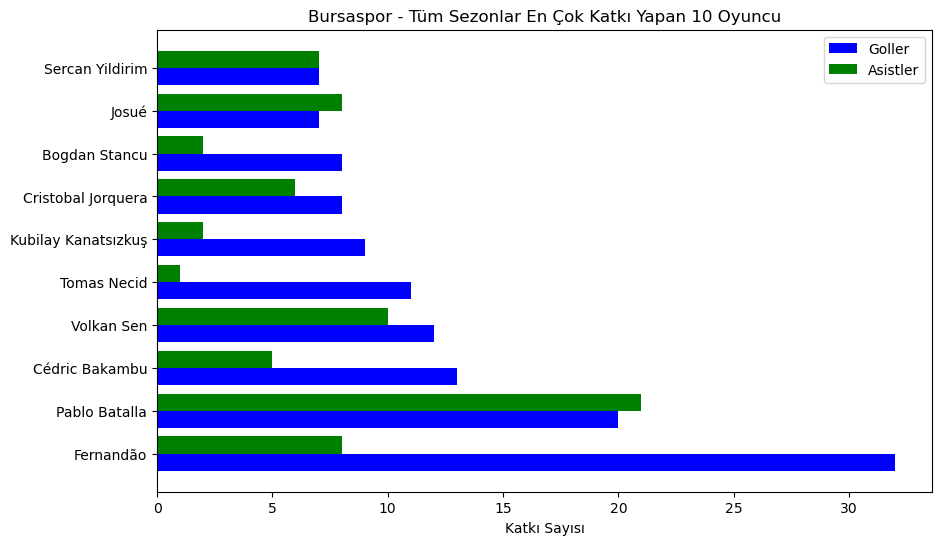 Bursaspor - Tüm Sezonlar En Çok Katkı Yapan 10 Oyuncu
Goller
Asistler
Sercan Yildirim
Josué
Bogdan Stancu
Cristobal Jorquera
Kubilay Kanatsızkuş
Tomas Necid
Volkan Sen
Cédric Bakambu
Pablo Batalla
Fernandão
0 5 10 15 20 25 30
Katkı Sayısı